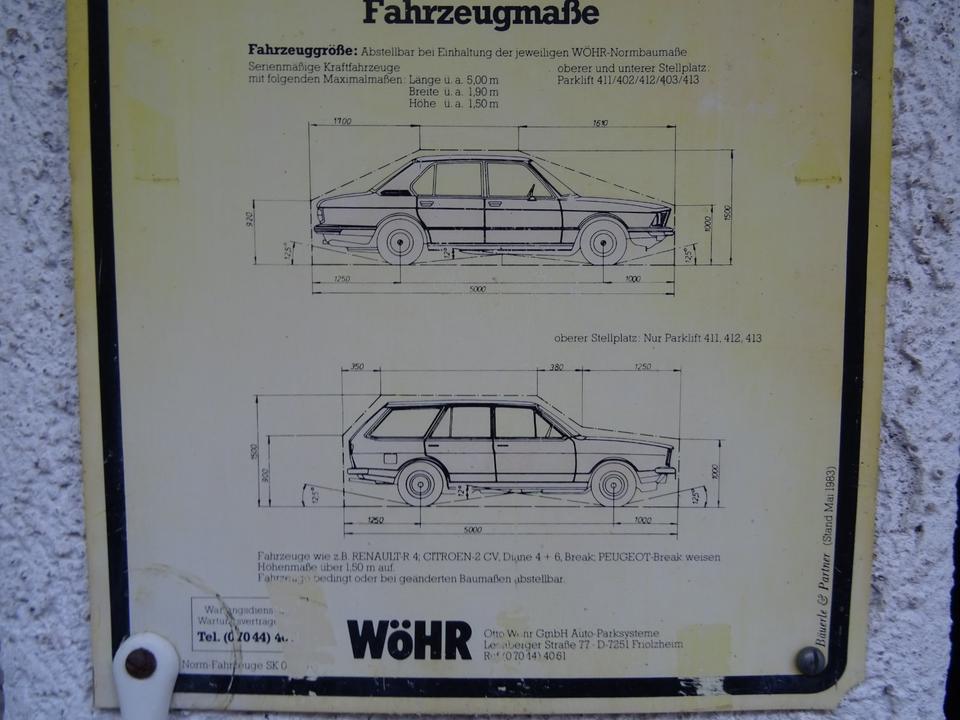 Fahrzeugmaße
Fahrzeuggröße: Abstellbar bei Einhaltung der jeweiligen WÖHR-Normbaumaße
Serienmäßige Kraftfahrzeuge
mit folgenden Maximalmaßen: Länge ü. a. 5,00 m
Breite ü. a. 1,90 m
Höhe ü. a. 1,50 m
oberer und unterer Stellplatz:
Parklift 411/402/412/403/413
1700 1610
920 12,5° 12° 12,5° 1000 1500
1250 1000
5000
oberer Stellplatz: Nur Parklift 411, 412, 413
350 380 1250
1500 900 12,5° 12° 12,5° 1000
1250 1000
5000
Fahrzeuge wie z.B. RENAULT-R 4; CITROEN-2 CV, Dyane 4 + 6, Break; PEUGEOT-Break weisen
Höhenmaße über 1,50 m auf.
bedingt oder bei geänderten Baumaßen abstellbar.
Tel. (0 70 44)
Norm-Fahrzeuge SK
WÖHR
Otto Wöhr GmbH Auto-Parksysteme
Leonberger Straße 77 · D-7251 Friolzheim
(0 70 44) 40 61
Bäuerle & Partner (Stand Mai 1983)